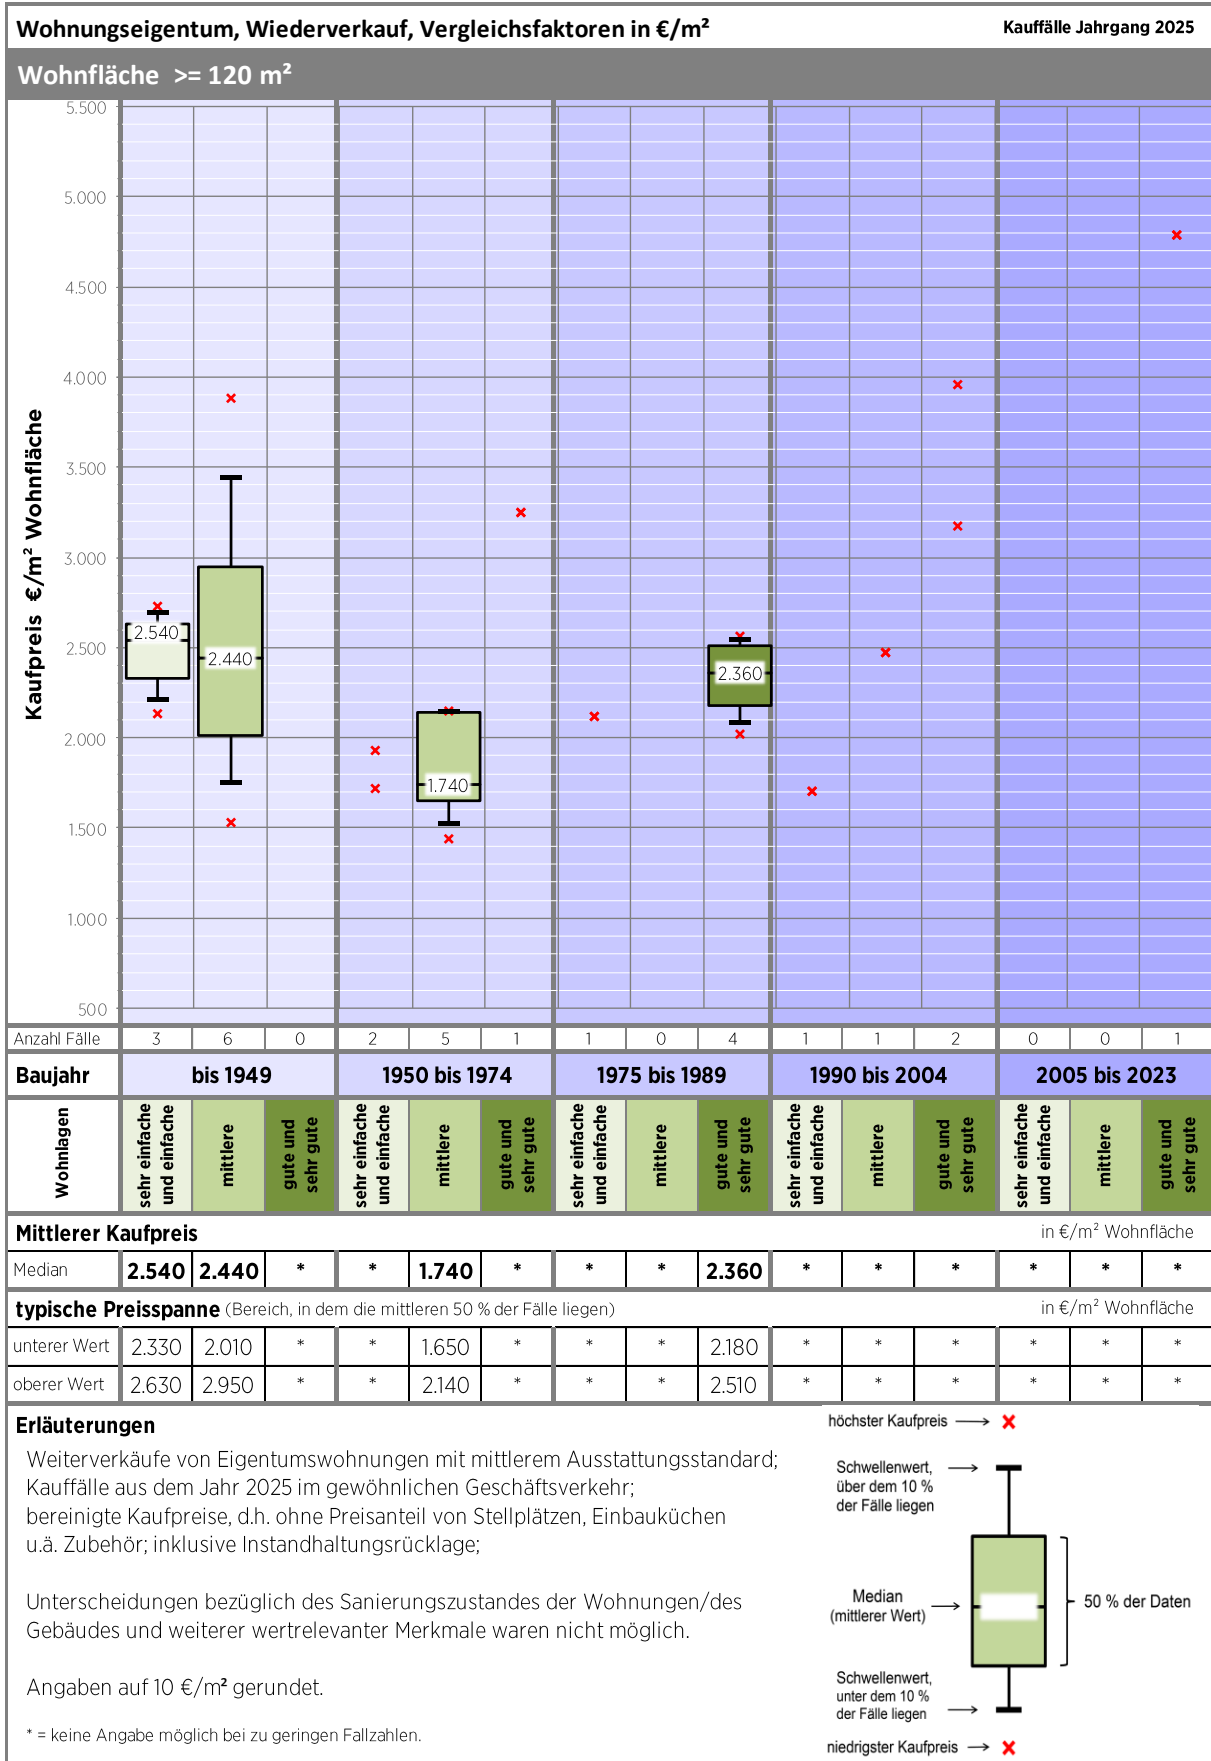 Wohnungseigentum, Wiederverkauf, Vergleichsfaktoren in €/m² Kauffälle Jahrgang 2025
Wohnfläche >= 120 m²
Kaufpreis €/m² Wohnfläche
5.500
5.000
4.500
4.000
3.500
3.000
2.500
2.000
1.500
1.000
500
2.540
2.440
1.740
2.360
Anzahl Fälle 3 6 0 2 5 1 1 0 4 1 1 2 0 0 1
Baujahr bis 1949 1950 bis 1974 1975 bis 1989 1990 bis 2004 2005 bis 2023
Wohnlagen
sehr einfache
und einfache
mittlere
gute und
sehr gute
sehr einfache
und einfache
mittlere
gute und
sehr gute
sehr einfache
und einfache
mittlere
gute und
sehr gute
sehr einfache
und einfache
mittlere
gute und
sehr gute
sehr einfache
und einfache
mittlere
gute und
sehr gute
Mittlerer Kaufpreis in €/m² Wohnfläche
Median 2.540 2.440 * * 1.740 * * * 2.360 * * * * * *
typische Preisspanne (Bereich, in dem die mittleren 50 % der Fälle liegen) in €/m² Wohnfläche
unterer Wert 2.330 2.010 * * 1.650 * * * 2.180 * * * * * *
oberer Wert 2.630 2.950 * * 2.140 * * * 2.510 * * * * * *
Erläuterungen
Weiterverkäufe von Eigentumswohnungen mit mittlerem Ausstattungsstandard;
Kauffälle aus dem Jahr 2025 im gewöhnlichen Geschäftsverkehr;
bereinigte Kaufpreise, d.h. ohne Preisanteil von Stellplätzen, Einbauküchen
u.ä. Zubehör; inklusive Instandhaltungsrücklage;
Unterscheidungen bezüglich des Sanierungszustandes der Wohnungen/des
Gebäudes und weiterer wertrelevanter Merkmale waren nicht möglich.
Angaben auf 10 €/m² gerundet.
* = keine Angabe möglich bei zu geringen Fallzahlen.
höchster Kaufpreis
Schwellenwert,
über dem 10 %
der Fälle liegen
Median
(mittlerer Wert)
50 % der Daten
Schwellenwert,
unter dem 10 %
der Fälle liegen
niedrigster Kaufpreis